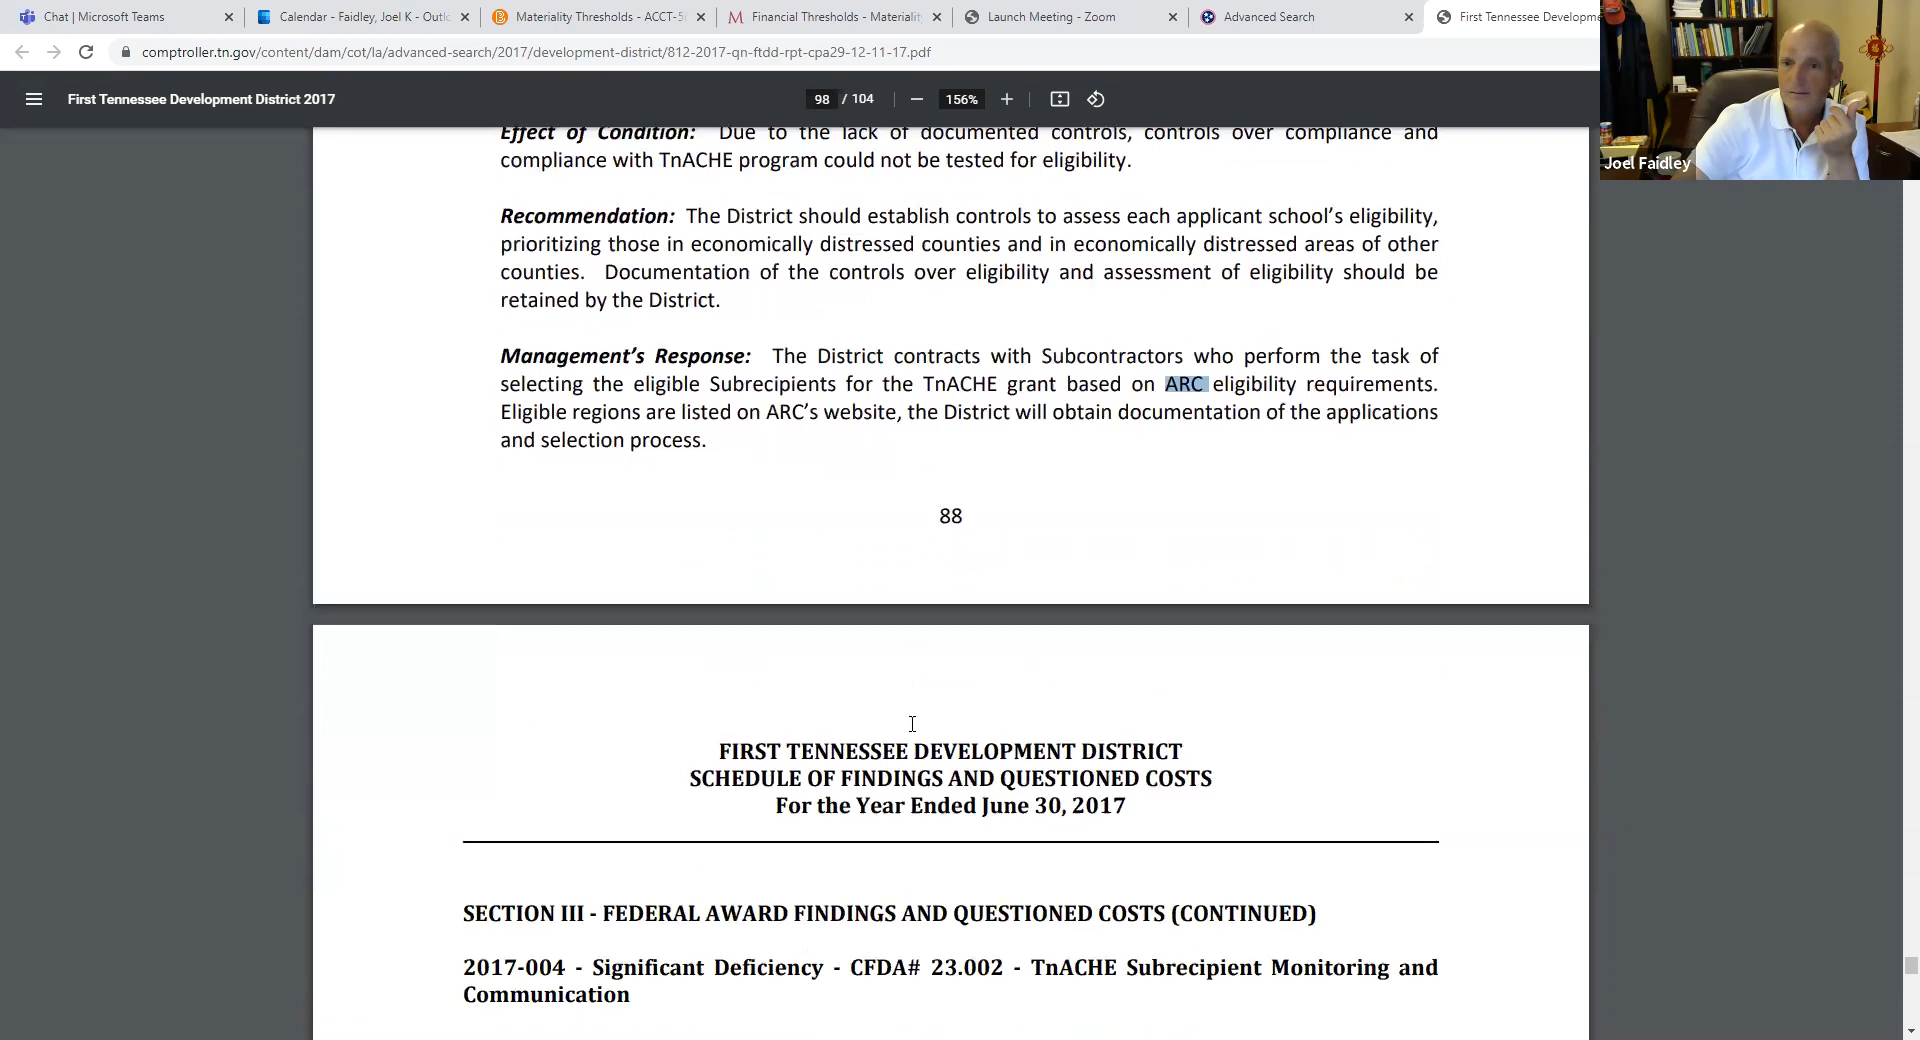 Chat | Microsoft Teams
Calendar - Faidley, Joel K - Outlo
Materiality Thresholds - ACCT-5
Financial Thresholds - Materiality
Launch Meeting - Zoom
Advanced Search
First Tennessee Developme
comptroller.tn.gov/content/dam/cot/la/advanced-search/2017/development-district/812-2017-qn-ftdd-rpt-cpa29-12-11-17.pdf
First Tennessee Development District 2017
98 / 104
156%
Joel Faidley
Effect of Condition: Due to the lack of documented controls, controls over compliance and
compliance with TnACHE program could not be tested for eligibility.
Recommendation: The District should establish controls to assess each applicant school's eligibility,
prioritizing those in economically distressed counties and in economically distressed areas of other
counties. Documentation of the controls over eligibility and assessment of eligibility should be
retained by the District.
Management's Response: The District contracts with Subcontractors who perform the task of
selecting the eligible Subrecipients for the TnACHE grant based on ARC eligibility requirements.
Eligible regions are listed on ARC's website, the District will obtain documentation of the applications
and selection process.
88
FIRST TENNESSEE DEVELOPMENT DISTRICT
SCHEDULE OF FINDINGS AND QUESTIONED COSTS
For the Year Ended June 30, 2017
SECTION III - FEDERAL AWARD FINDINGS AND QUESTIONED COSTS (CONTINUED)
2017-004 - Significant Deficiency - CFDA# 23.002 - TnACHE Subrecipient Monitoring and
Communication